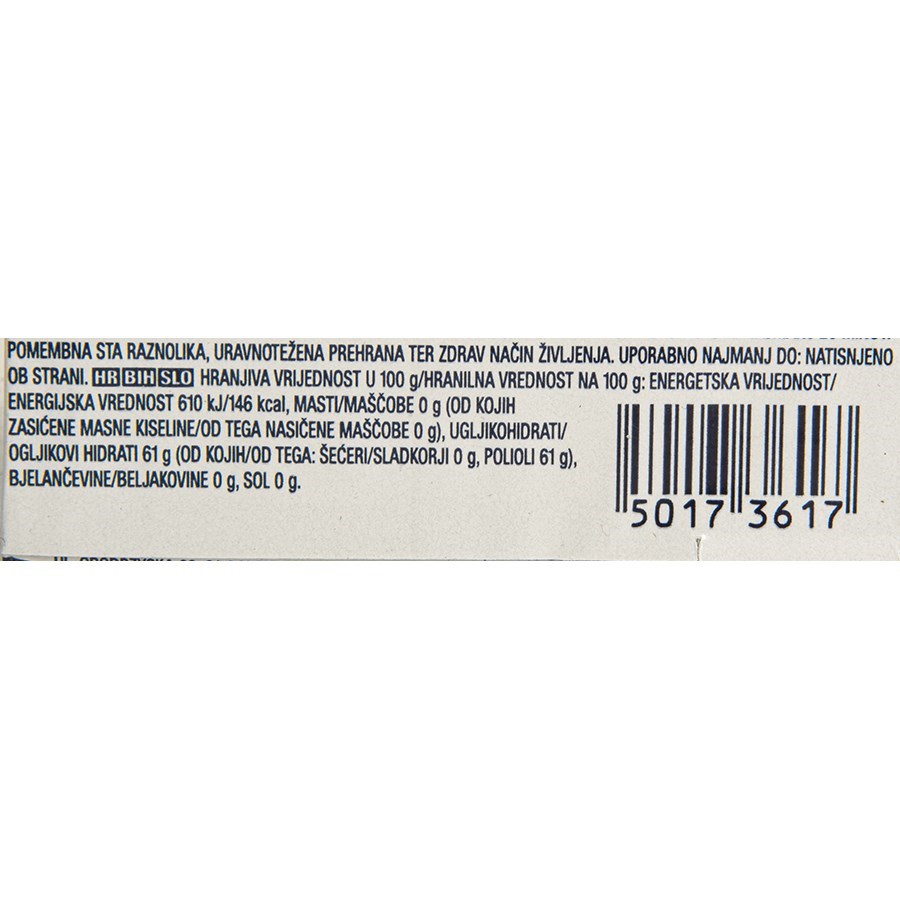 POMEMBNA STA RAZNOLIKA, URAVNOTEŽENA PREHRANA TER ZDRAV NAČIN ŽIVLJENJA. UPORABNO NAJMANJ DO: NATISNJENO
OB STRANI. HR BIH SLO HRANJIVA VRIJEDNOST U 100 g/HRANILNA VREDNOST NA 100 g: ENERGETSKA VRIJEDNOST/
ENERGIJSKA VREDNOST 610 kJ/146 kcal, MASTI/MAŠČOBE 0 g (OD KOJIH
ZASIĆENE MASNE KISELINE/OD TEGA NASIČENE MAŠČOBE 0 g), UGLJIKOHIDRATI/
OGLJIKOVI HIDRATI 61 g (OD KOJIH/OD TEGA: ŠEĆERI/SLADKORJI 0 g, POLIOLI 61 g),
BJELANČEVINE/BELJAKOVINE 0 g, SOL 0 g.
5017 3617